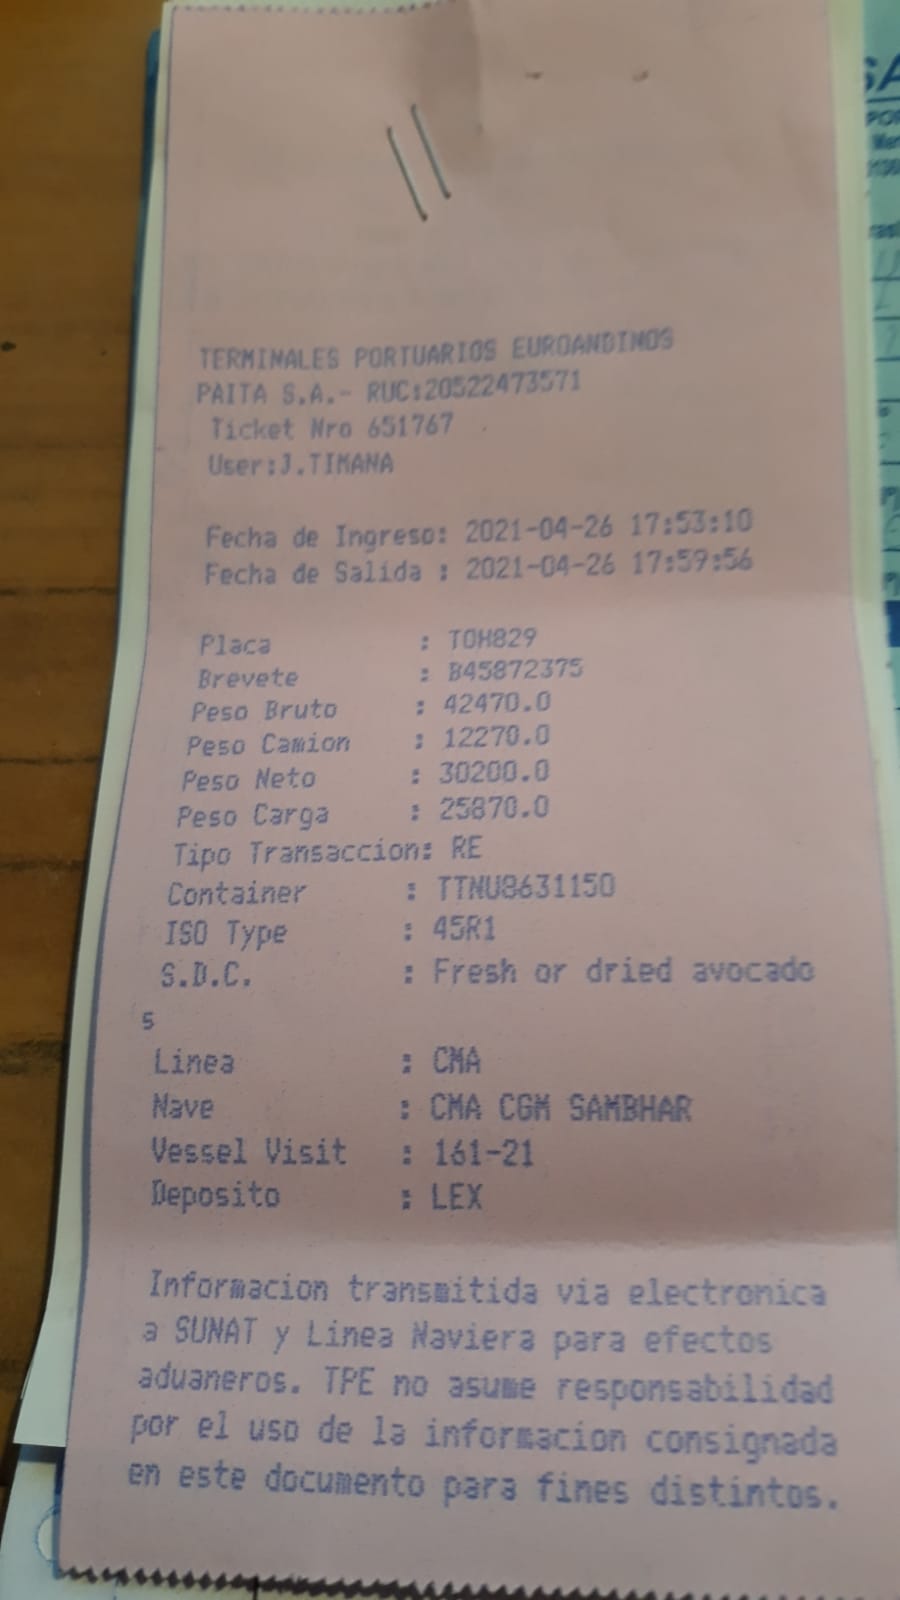 TERMINALES PORTUARIOS EUROANDINOS
PAITA S.A.- RUC:20522473571
Ticket Nro 651767
User:J.TIMANA
Fecha de Ingreso: 2021-04-26 17:53:10
Fecha de Salida : 2021-04-26 17:59:56
Placa : TOH829
Brevete : B45872375
Peso Bruto : 42470.0
Peso Camion : 12270.0
Peso Neto : 30200.0
Peso Carga : 25870.0
Tipo Transaccion: RE
Container : TTNU8631150
ISO Type : 45R1
S.D.C. : Fresh or dried avocado
s
Linea : CMA
Nave : CMA CGM SAMBHAR
Vessel Visit : 161-21
Deposito : LEX
Informacion transmitida via electronica
a SUNAT y Linea Naviera para efectos
aduaneros. TPE no asume responsabilidad
por el uso de la informacion consignada
en este documento para fines distintos.